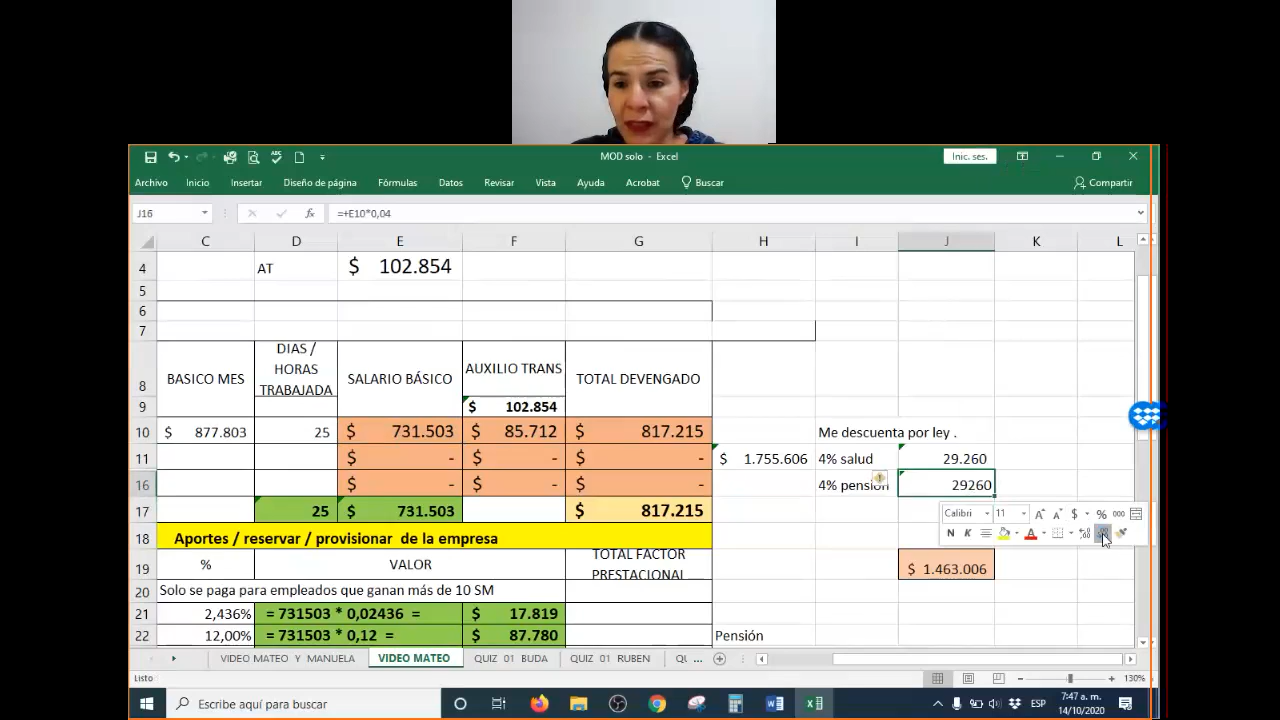 MOD solo - Excel
Inic. ses.
Archivo Inicio Insertar Diseño de página Fórmulas Datos Revisar Vista Ayuda Acrobat Buscar Compartir
J16 fx =+E10*0,04
C D E F G H I J K L
4 AT $ 102.854
5
6
7
8 BASICO MES DIAS / HORAS TRABAJADA SALARIO BÁSICO AUXILIO TRANS TOTAL DEVENGADO
9 $ 102.854
10 $ 877.803 25 $ 731.503 $ 85.712 $ 817.215 Me descuenta por ley .
11 $ - $ - $ - $ 1.755.606 4% salud 29.260
16 $ - $ - $ - 4% pensión 29260
17 25 $ 731.503 $ 817.215
Calibri 11 $ % 000
18 Aportes / reservar / provisionar de la empresa
N K A
19 % VALOR TOTAL FACTOR PRESTACIONAL $ 1.463.006
20 Solo se paga para empleados que ganan más de 10 SM
21 2,436% = 731503 * 0,02436 = $ 17.819
22 12,00% = 731503 * 0,12 = $ 87.780 Pensión
VIDEO MATEO Y MANUELA VIDEO MATEO QUIZ 01 BUDA QUIZ 01 RUBEN QU ...
Listo 130%
Escribe aquí para buscar ESP 7:47 a. m.
14/10/2020